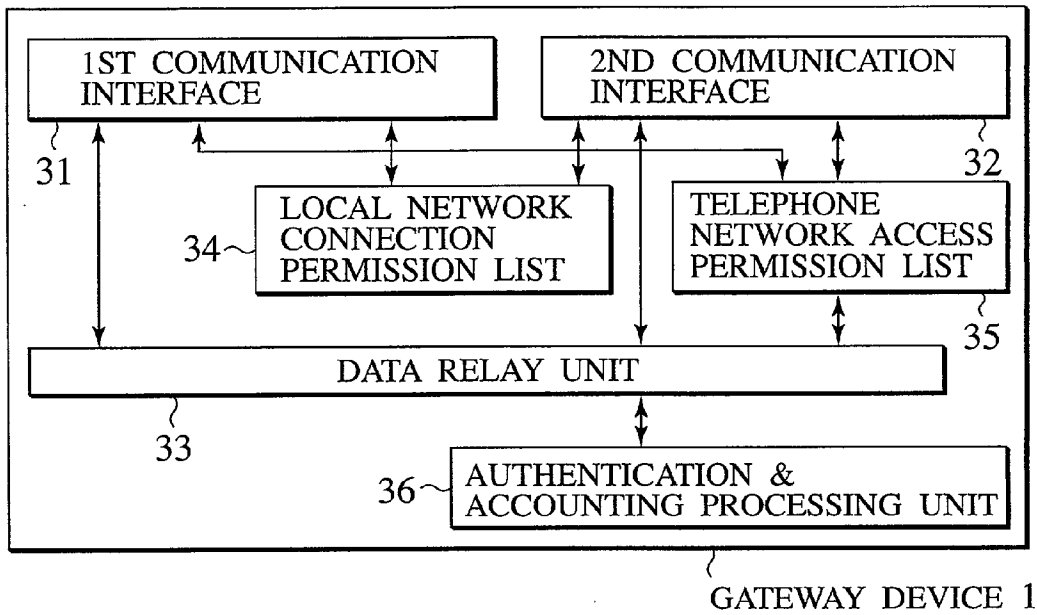 1ST COMMUNICATION
INTERFACE
2ND COMMUNICATION
INTERFACE
31
32
LOCAL NETWORK
CONNECTION
PERMISSION LIST
34
TELEPHONE
NETWORK ACCESS
PERMISSION LIST
35
DATA RELAY UNIT
33
36
AUTHENTICATION &
ACCOUNTING PROCESSING UNIT
GATEWAY DEVICE 1